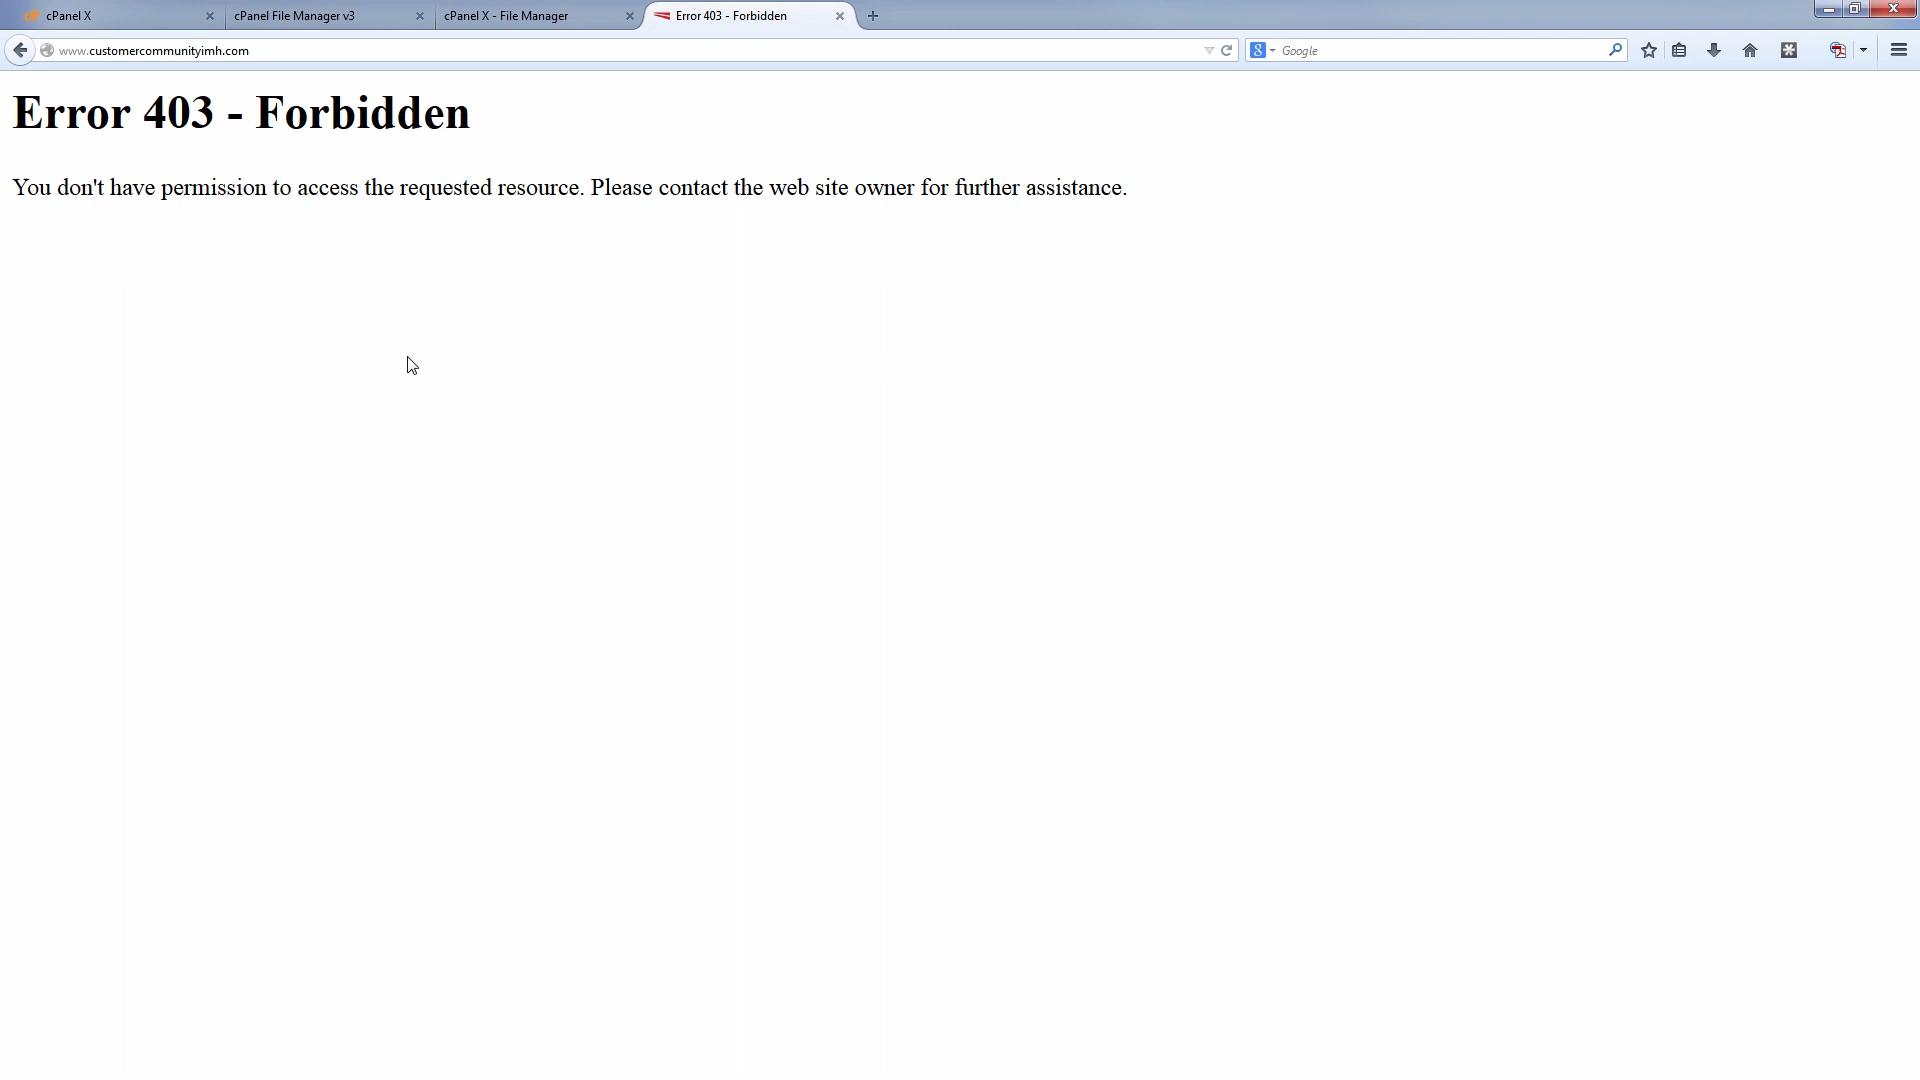 cPanel X
cPanel File Manager v3
cPanel X - File Manager
Error 403 - Forbidden
www.customercommunityimh.com
Google
Error 403 - Forbidden
You don't have permission to access the requested resource. Please contact the web site owner for further assistance.